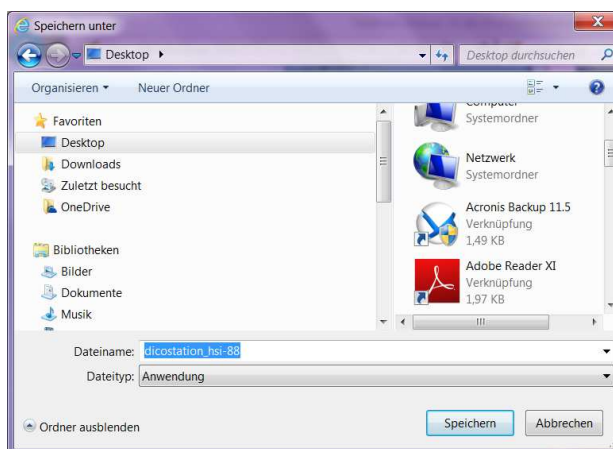 Speichern unter
Desktop
Desktop durchsuchen
Organisieren
Neuer Ordner
Favoriten
Desktop
Downloads
Zuletzt besucht
OneDrive
Bibliotheken
Bilder
Dokumente
Musik
Computer
Systemordner
Netzwerk
Systemordner
Acronis Backup 11.5
Verknüpfung
1,49 KB
Adobe Reader XI
Verknüpfung
1,97 KB
Dateiname: dicostation_hsi-88
Dateityp: Anwendung
Ordner ausblenden
Speichern
Abbrechen